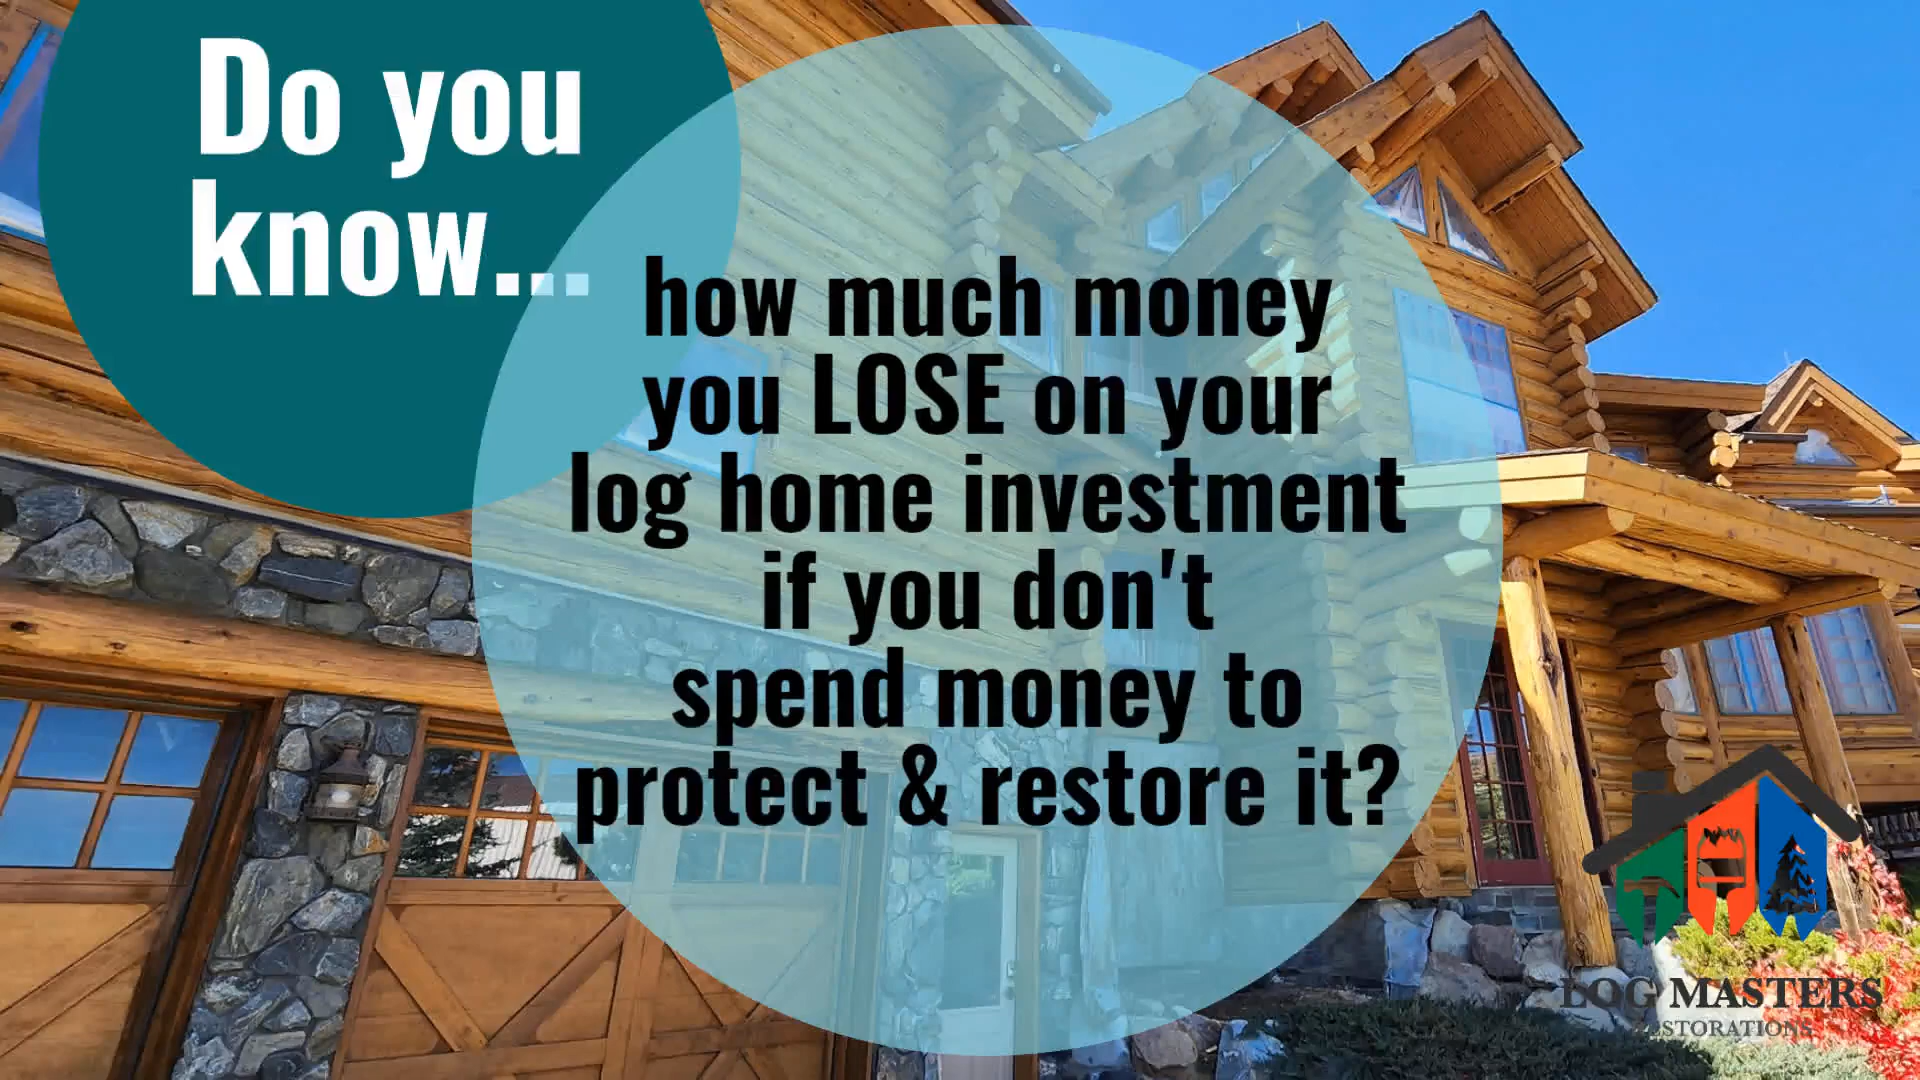 Do you
know...
how much money
you LOSE on your
log home investment
if you don't
spend money to
protect & restore it?
LOG MASTERS
RESTORATIONS